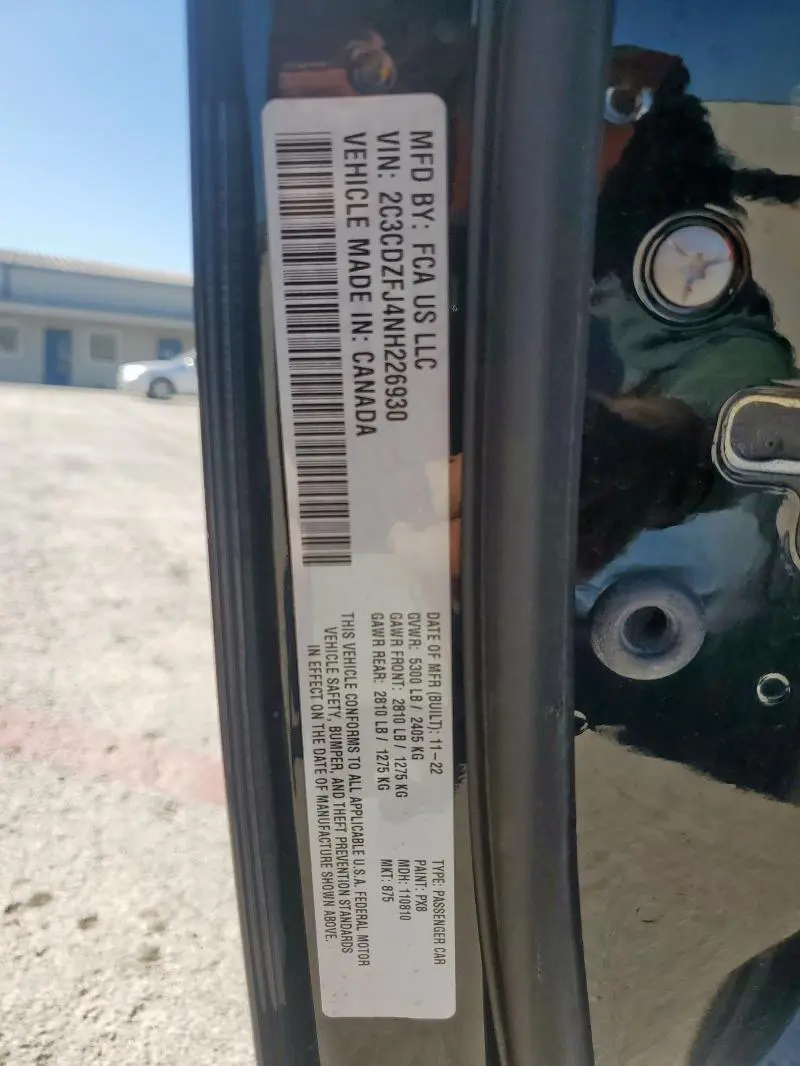 MFD BY: FCA US LLC
VIN: 2C3CDZFJ4NH226930
VEHICLE MADE IN: CANADA
DATE OF MFR (BUILT): 11-22
GVWR: 5300 LB / 2405 KG
GAWR FRONT: 2810 LB / 1275 KG
GAWR REAR: 2810 LB / 1275 KG
THIS VEHICLE CONFORMS TO ALL APPLICABLE U.S.A. FEDERAL MOTOR
VEHICLE SAFETY, BUMPER, AND THEFT PREVENTION STANDARDS
IN EFFECT ON THE DATE OF MANUFACTURE SHOWN ABOVE.
TYPE: PASSENGER CAR
PAINT: PX8
MDH: 110810
MKT: 875